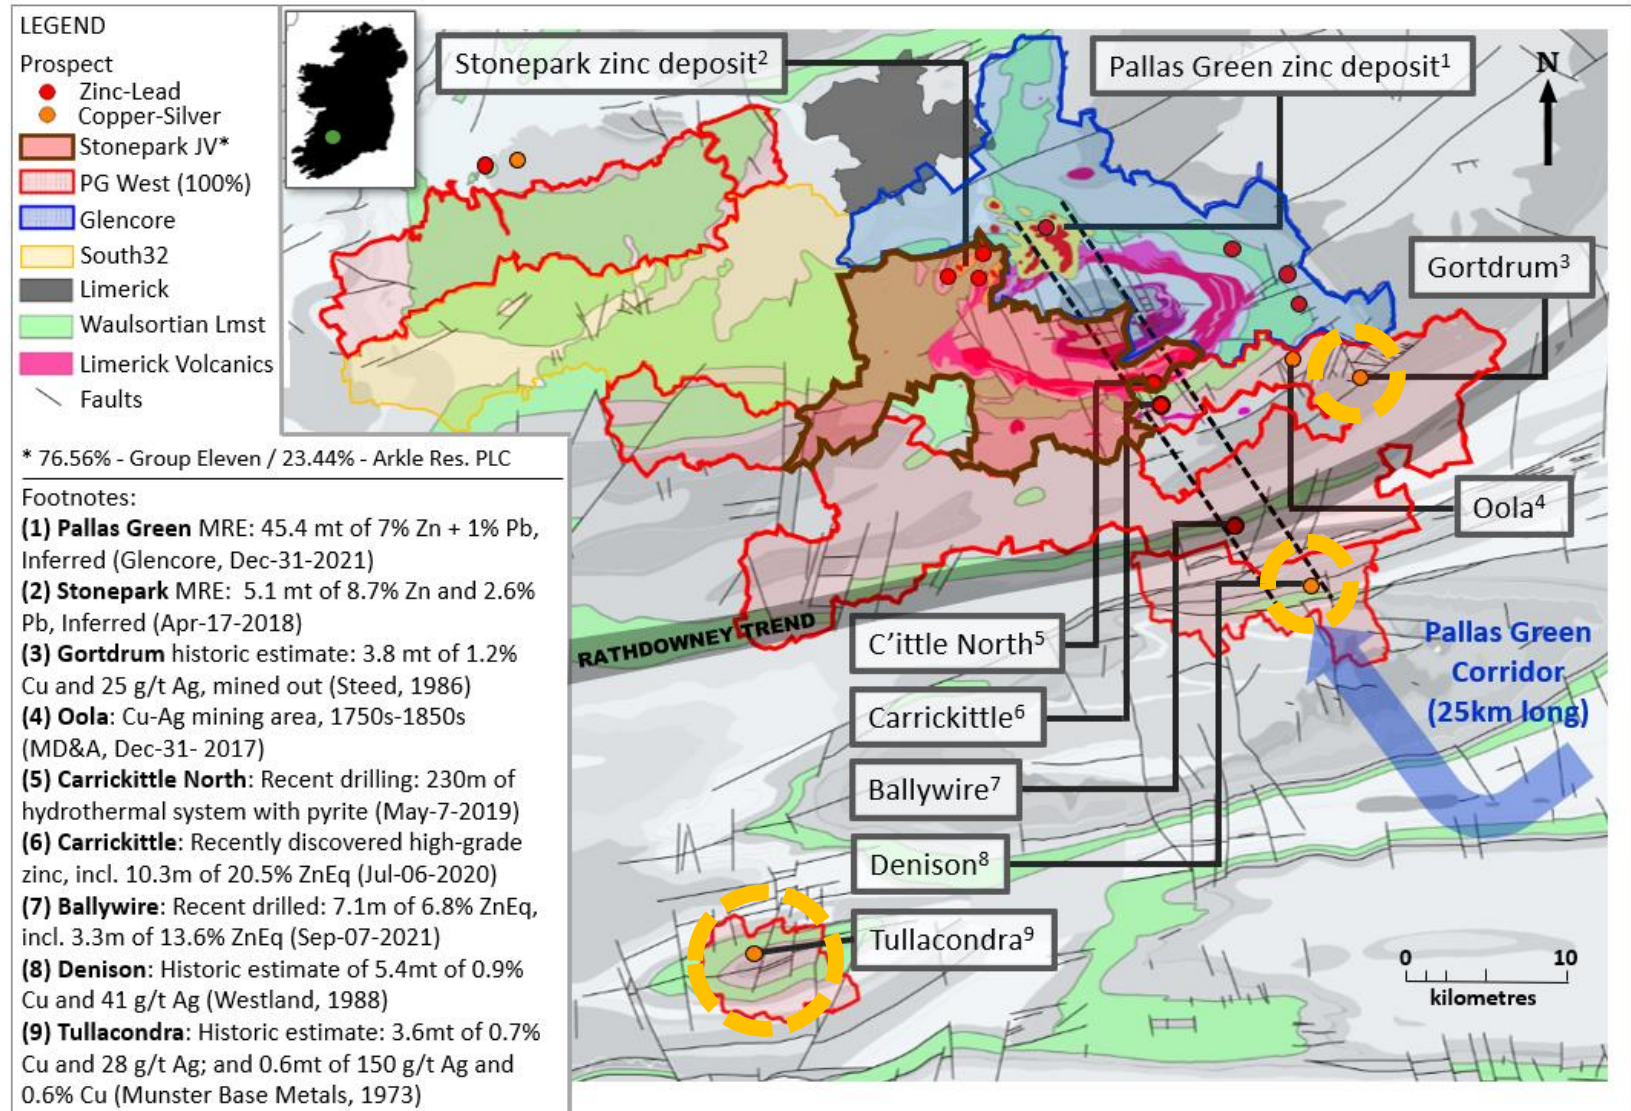 LEGEND
Prospect
Zinc-Lead
Copper-Silver
Stonepark JV*
PG West (100%)
Glencore
South32
Limerick
Waulsortian Lmst
Limerick Volcanics
Faults
* 76.56% - Group Eleven / 23.44% - Arkle Res. PLC
Footnotes:
(1) Pallas Green MRE: 45.4 mt of 7% Zn + 1% Pb,
Inferred (Glencore, Dec-31-2021)
(2) Stonepark MRE: 5.1 mt of 8.7% Zn and 2.6%
Pb, Inferred (Apr-17-2018)
(3) Gortdrum historic estimate: 3.8 mt of 1.2%
Cu and 25 g/t Ag, mined out (Steed, 1986)
(4) Oola: Cu-Ag mining area, 1750s-1850s
(MD&A, Dec-31- 2017)
(5) Carrickittle North: Recent drilling: 230m of
hydrothermal system with pyrite (May-7-2019)
(6) Carrickittle: Recently discovered high-grade
zinc, incl. 10.3m of 20.5% ZnEq (Jul-06-2020)
(7) Ballywire: Recent drilled: 7.1m of 6.8% ZnEq,
incl. 3.3m of 13.6% ZnEq (Sep-07-2021)
(8) Denison: Historic estimate of 5.4mt of 0.9%
Cu and 41 g/t Ag (Westland, 1988)
(9) Tullacondra: Historic estimate: 3.6mt of 0.7%
Cu and 28 g/t Ag; and 0.6mt of 150 g/t Ag and
0.6% Cu (Munster Base Metals, 1973)
Stonepark zinc deposit²
Pallas Green zinc deposit¹
N
Gortdrum³
Oola⁴
RATHDOWNEY TREND
C’ittle North⁵
Carrickittle⁶
Ballywire⁷
Denison⁸
Tullacondra⁹
Pallas Green
Corridor
(25km long)
0 10
kilometres